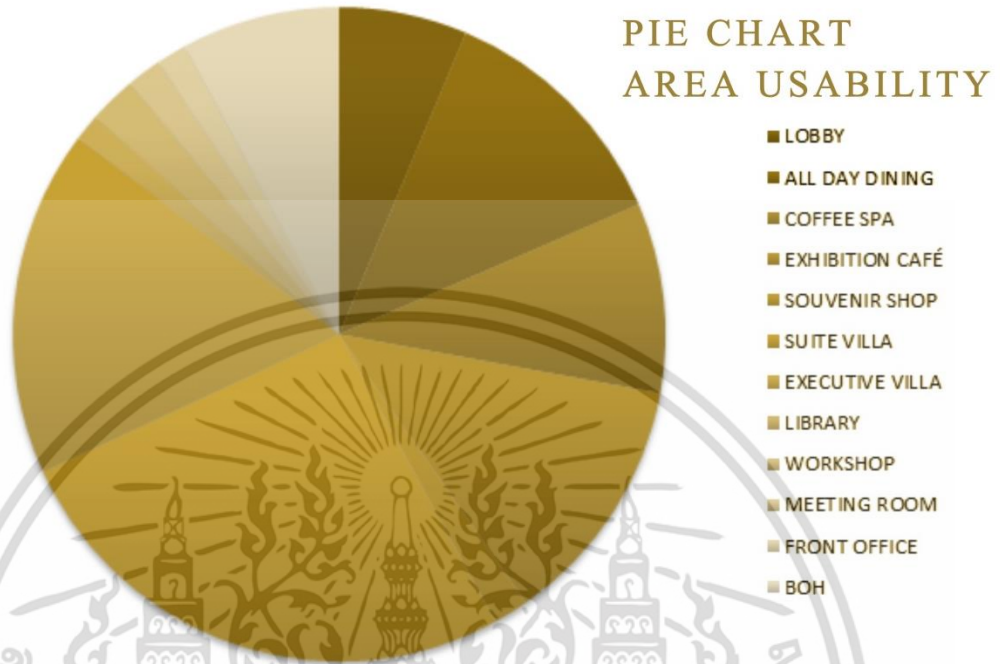 PIE CHART
AREA USABILITY
LOBBY
ALL DAY DINING
COFFEE SPA
EXHIBITION CAFÉ
SOUVENIR SHOP
SUITE VILLA
EXECUTIVE VILLA
LIBRARY
WORKSHOP
MEETING ROOM
FRONT OFFICE
BOH